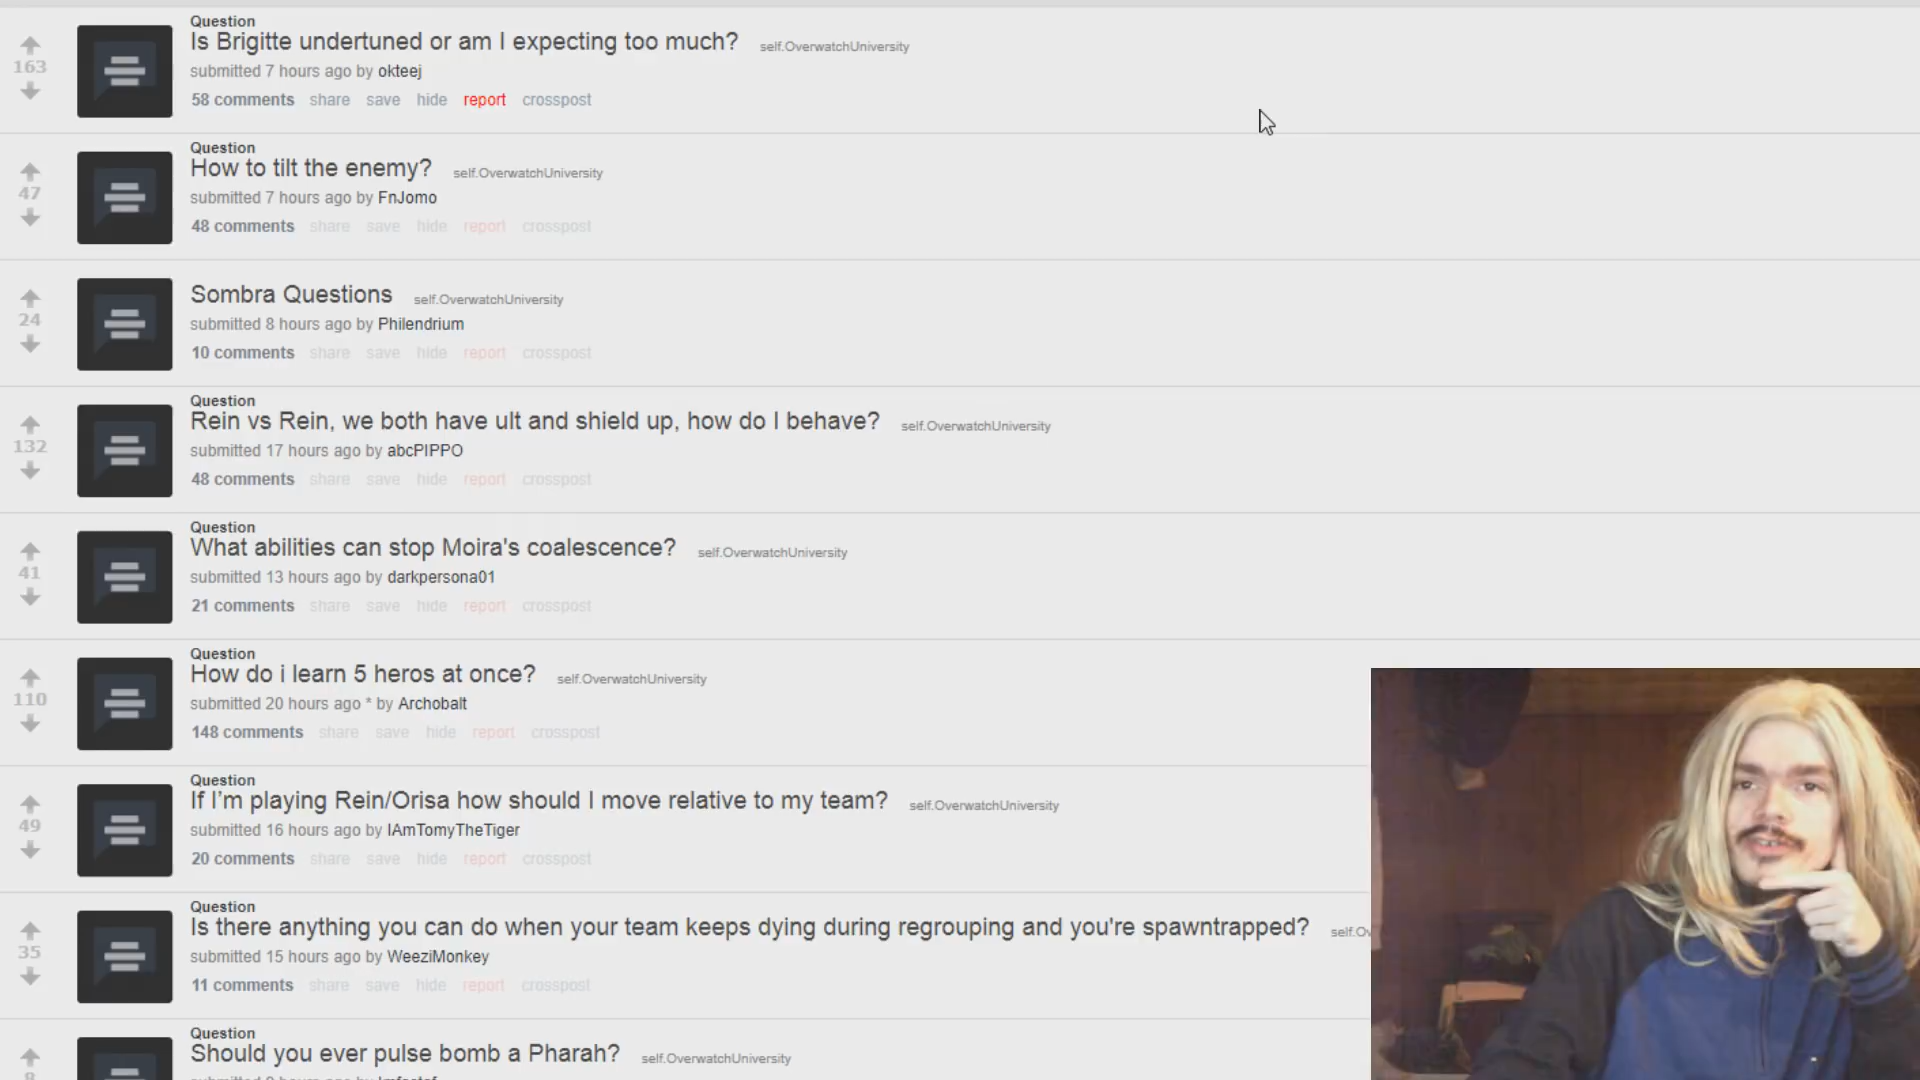 Question
Is Brigitte undertuned or am I expecting too much? self.OverwatchUniversity
163
submitted 7 hours ago by okteej
58 comments share save hide report crosspost
Question
How to tilt the enemy? self.OverwatchUniversity
47
submitted 7 hours ago by FnJomo
48 comments share save hide report crosspost
Sombra Questions self.OverwatchUniversity
24
submitted 8 hours ago by Philendrium
10 comments share save hide report crosspost
Question
Rein vs Rein, we both have ult and shield up, how do I behave? self.OverwatchUniversity
132
submitted 17 hours ago by abcPIPPO
48 comments share save hide report crosspost
Question
What abilities can stop Moira's coalescence? self.OverwatchUniversity
41
submitted 13 hours ago by darkpersona01
21 comments share save hide report crosspost
Question
How do i learn 5 heros at once? self.OverwatchUniversity
110
submitted 20 hours ago * by Archobalt
148 comments share save hide report crosspost
Question
If I’m playing Rein/Orisa how should I move relative to my team? self.OverwatchUniversity
49
submitted 16 hours ago by IAmTomyTheTiger
20 comments share save hide report crosspost
Question
Is there anything you can do when your team keeps dying during regrouping and you're spawntrapped? self.Ov
35
submitted 15 hours ago by WeeziMonkey
11 comments share save hide report crosspost
Question
Should you ever pulse bomb a Pharah? self.OverwatchUniversity